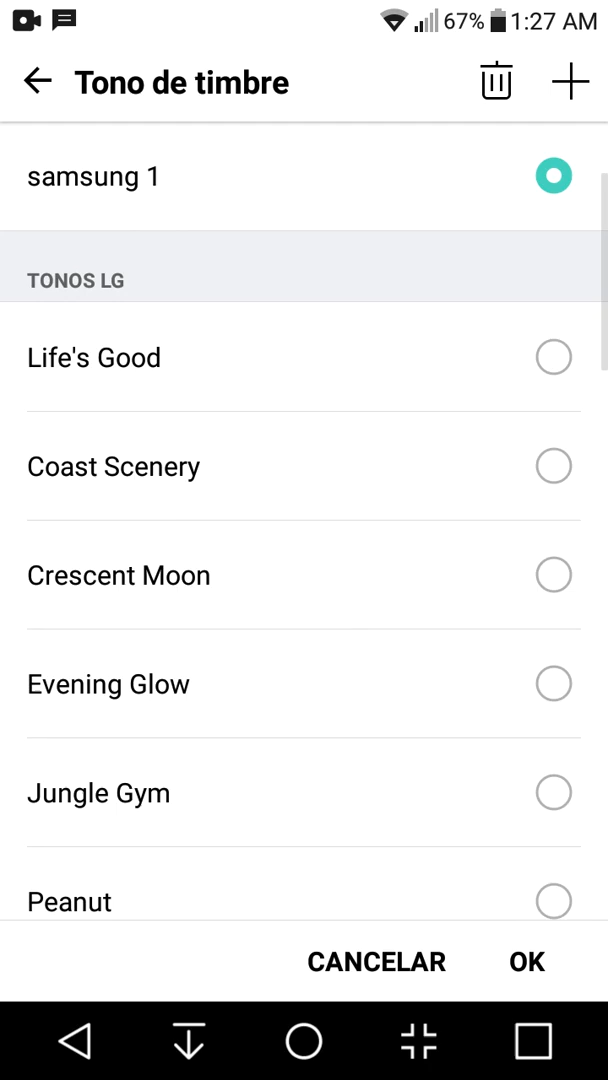 67% 1:27 AM
Tono de timbre
samsung 1
TONOS LG
Life's Good
Coast Scenery
Crescent Moon
Evening Glow
Jungle Gym
Peanut
CANCELAR OK